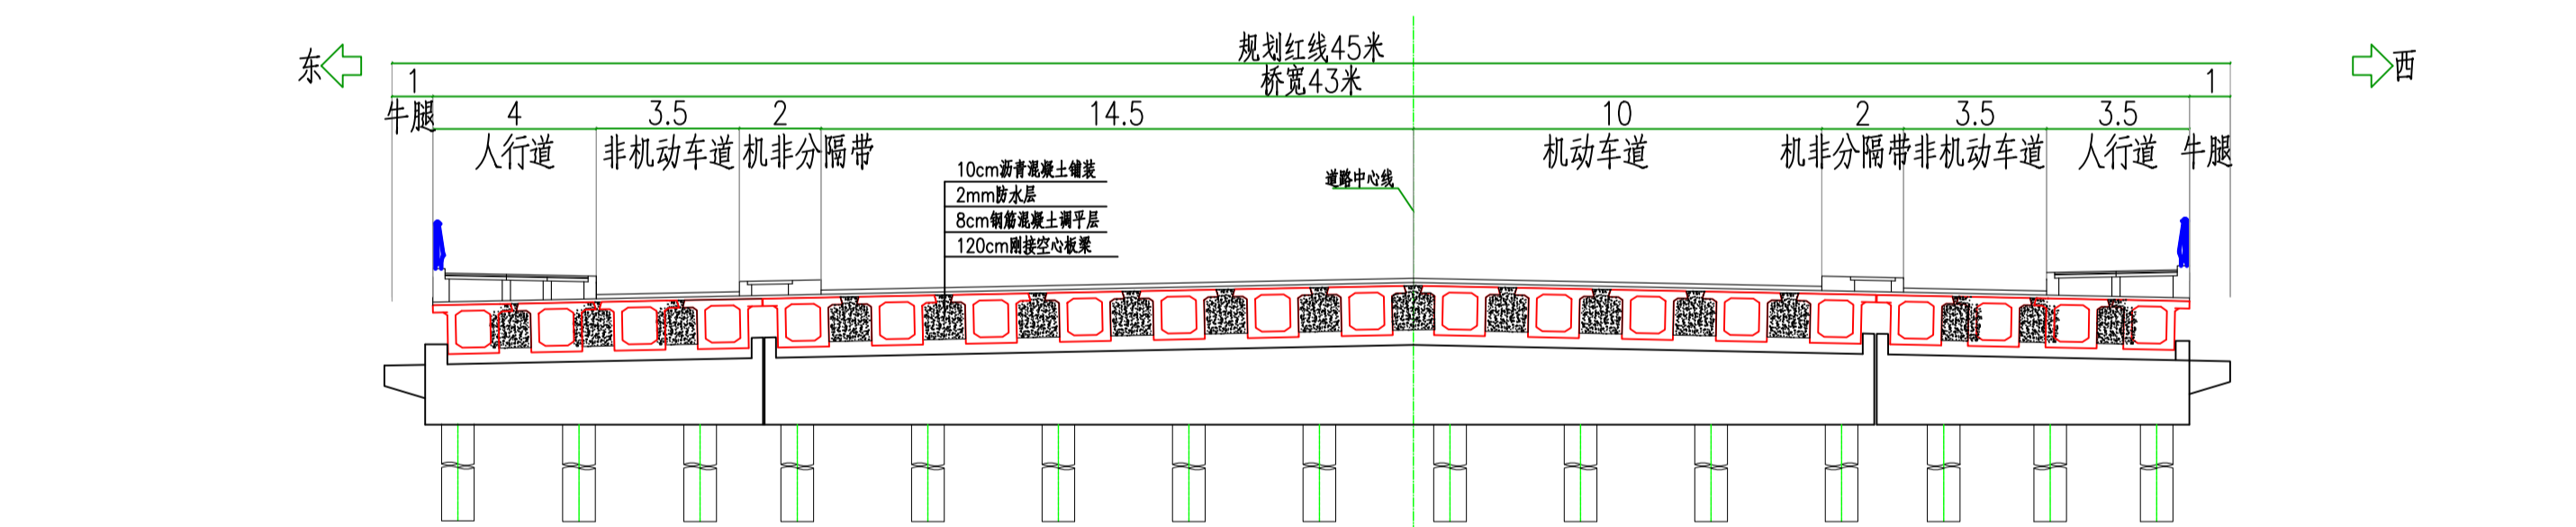 规划红线45米
东
西
桥宽43米
1
1
牛腿
4
3.5
2
14.5
10
2
3.5
3.5
牛腿
人行道
非机动车道
机非分隔带
机动车道
机非分隔带
非机动车道
人行道
10cm沥青混凝土铺装
2mm防水层
8cm钢筋混凝土调平层
120cm刚接空心板梁
道路中心线